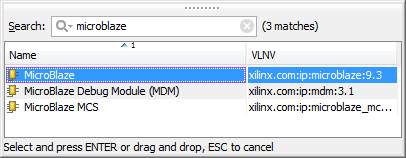 Search: microblaze (3 matches)
Name 1 VLNV
MicroBlaze xilinx.com:ip:microblaze:9.3
MicroBlaze Debug Module (MDM) xilinx.com:ip:mdm:3.1
MicroBlaze MCS xilinx.com:ip:microblaze_mc...
Select and press ENTER or drag and drop, ESC to cancel